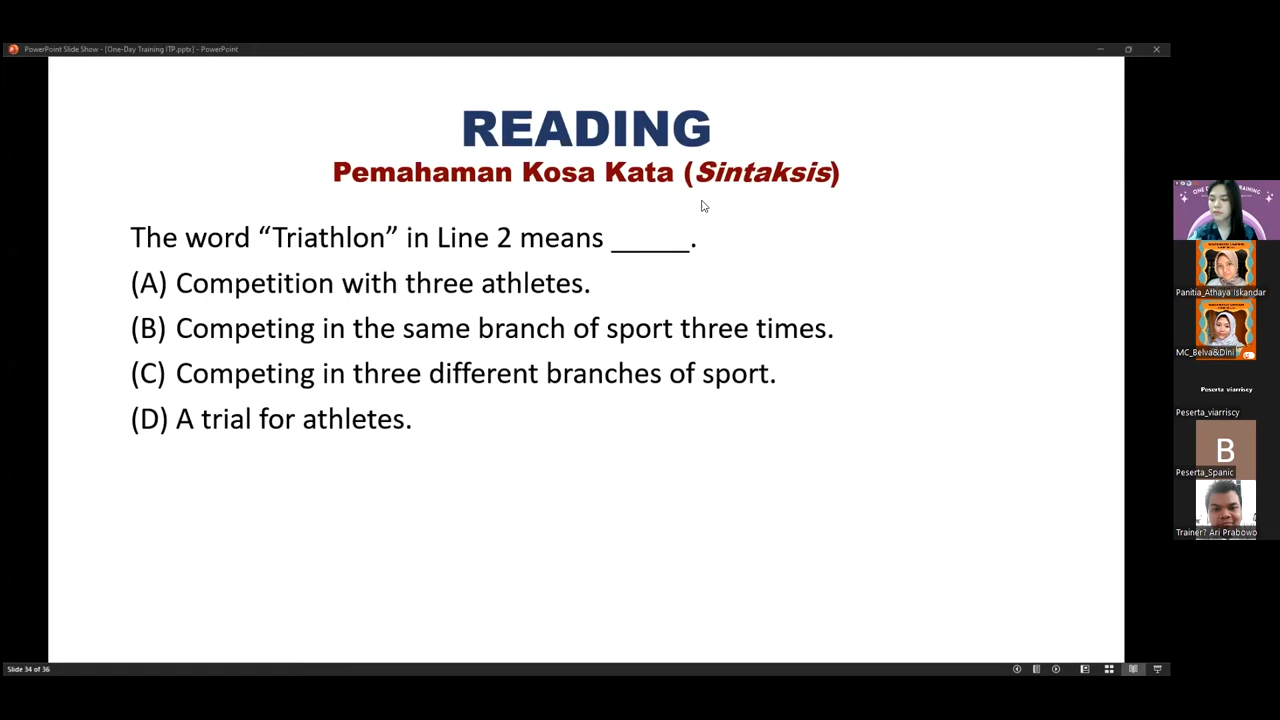 PowerPoint Slide Show - [One-Day Training ITP.pptx] - PowerPoint
READING
Pemahaman Kosa Kata (Sintaksis)
The word “Triathlon” in Line 2 means _____.
(A) Competition with three athletes.
(B) Competing in the same branch of sport three times.
(C) Competing in three different branches of sport.
(D) A trial for athletes.
Slide 34 of 36
Panitia_Athaya Iskandar
MC_Belva&Dini
Peserta viarriscy
Peserta_viarriscy
B
Peserta_Spanic
Trainer? Ari Prabowo